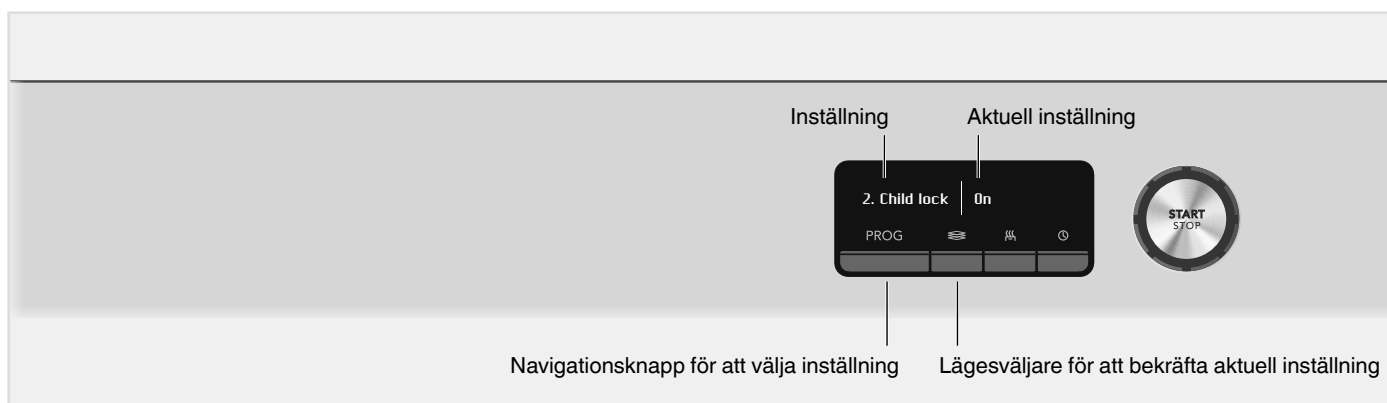 Inställning Aktuell inställning
2. Child lock On
PROG
START
STOP
Navigationsknapp för att välja inställning Lägesväljare för att bekräfta aktuell inställning